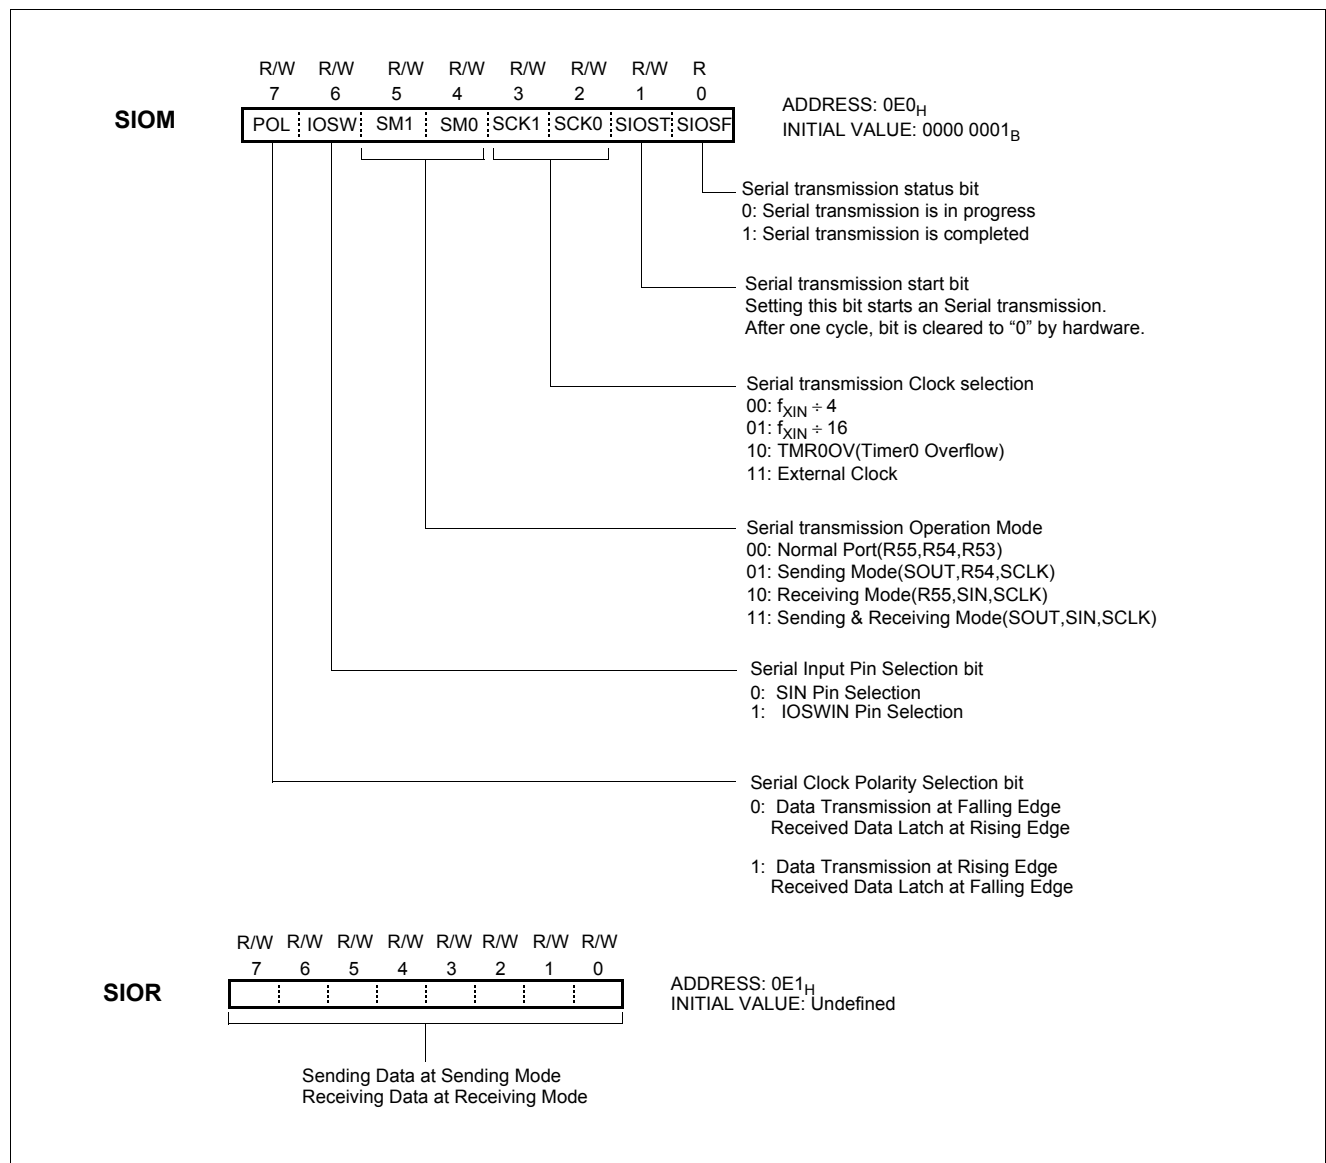 R/W R/W R/W R/W R/W R/W R/W R
7 6 5 4 3 2 1 0
SIOM
POL IOSW SM1 SM0 SCK1 SCK0 SIOST SIOSF
ADDRESS: 0E0H
INITIAL VALUE: 0000 0001B
Serial transmission status bit
0: Serial transmission is in progress
1: Serial transmission is completed
Serial transmission start bit
Setting this bit starts an Serial transmission.
After one cycle, bit is cleared to “0” by hardware.
Serial transmission Clock selection
00: fXIN ÷ 4
01: fXIN ÷ 16
10: TMR0OV(Timer0 Overflow)
11: External Clock
Serial transmission Operation Mode
00: Normal Port(R55,R54,R53)
01: Sending Mode(SOUT,R54,SCLK)
10: Receiving Mode(R55,SIN,SCLK)
11: Sending & Receiving Mode(SOUT,SIN,SCLK)
Serial Input Pin Selection bit
0: SIN Pin Selection
1: IOSWIN Pin Selection
Serial Clock Polarity Selection bit
0: Data Transmission at Falling Edge
Received Data Latch at Rising Edge
1: Data Transmission at Rising Edge
Received Data Latch at Falling Edge
R/W R/W R/W R/W R/W R/W R/W R/W
7 6 5 4 3 2 1 0
SIOR
ADDRESS: 0E1H
INITIAL VALUE: Undefined
Sending Data at Sending Mode
Receiving Data at Receiving Mode